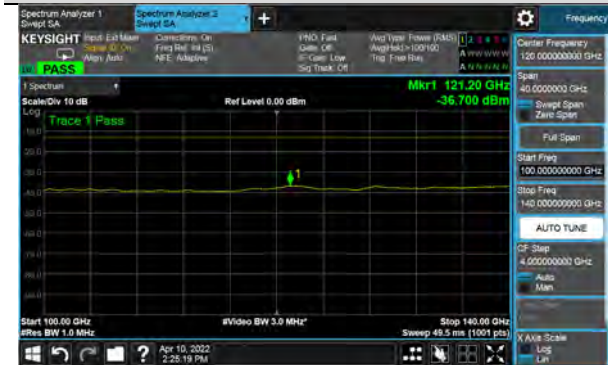 Spectrum Analyzer 1
Swept SA
Spectrum Analyzer 2
Swept SA
+
Frequency
KEYSIGHT
Input: Ext Mixer
Signal ID: On
Align: Auto
Corrections: On
Freq Ref: Int (S)
NFE: Adaptive
PNO: Fast
Gate: Off
IF Gain: Low
Sig Track: Off
Avg Type: Power (RMS)
Avg|Hold:>100/100
Trig: Free Run
PASS
1 Spectrum
Scale/Div 10 dB
Ref Level 0.00 dBm
Mkr1 121.20 GHz
-36.700 dBm
Log
Trace 1 Pass
1
Start 100.00 GHz
#Res BW 1.0 MHz
#Video BW 3.0 MHz*
Stop 140.00 GHz
Sweep 49.5 ms (1001 pts)
?
Apr 10, 2022
2:25:19 PM
Center Frequency
120.000000000 GHz
Span
40.0000000 GHz
Swept Span
Zero Span
Full Span
Start Freq
100.000000000 GHz
Stop Freq
140.000000000 GHz
AUTO TUNE
CF Step
4.000000000 GHz
Auto
Man
X Axis Scale
Log
Lin